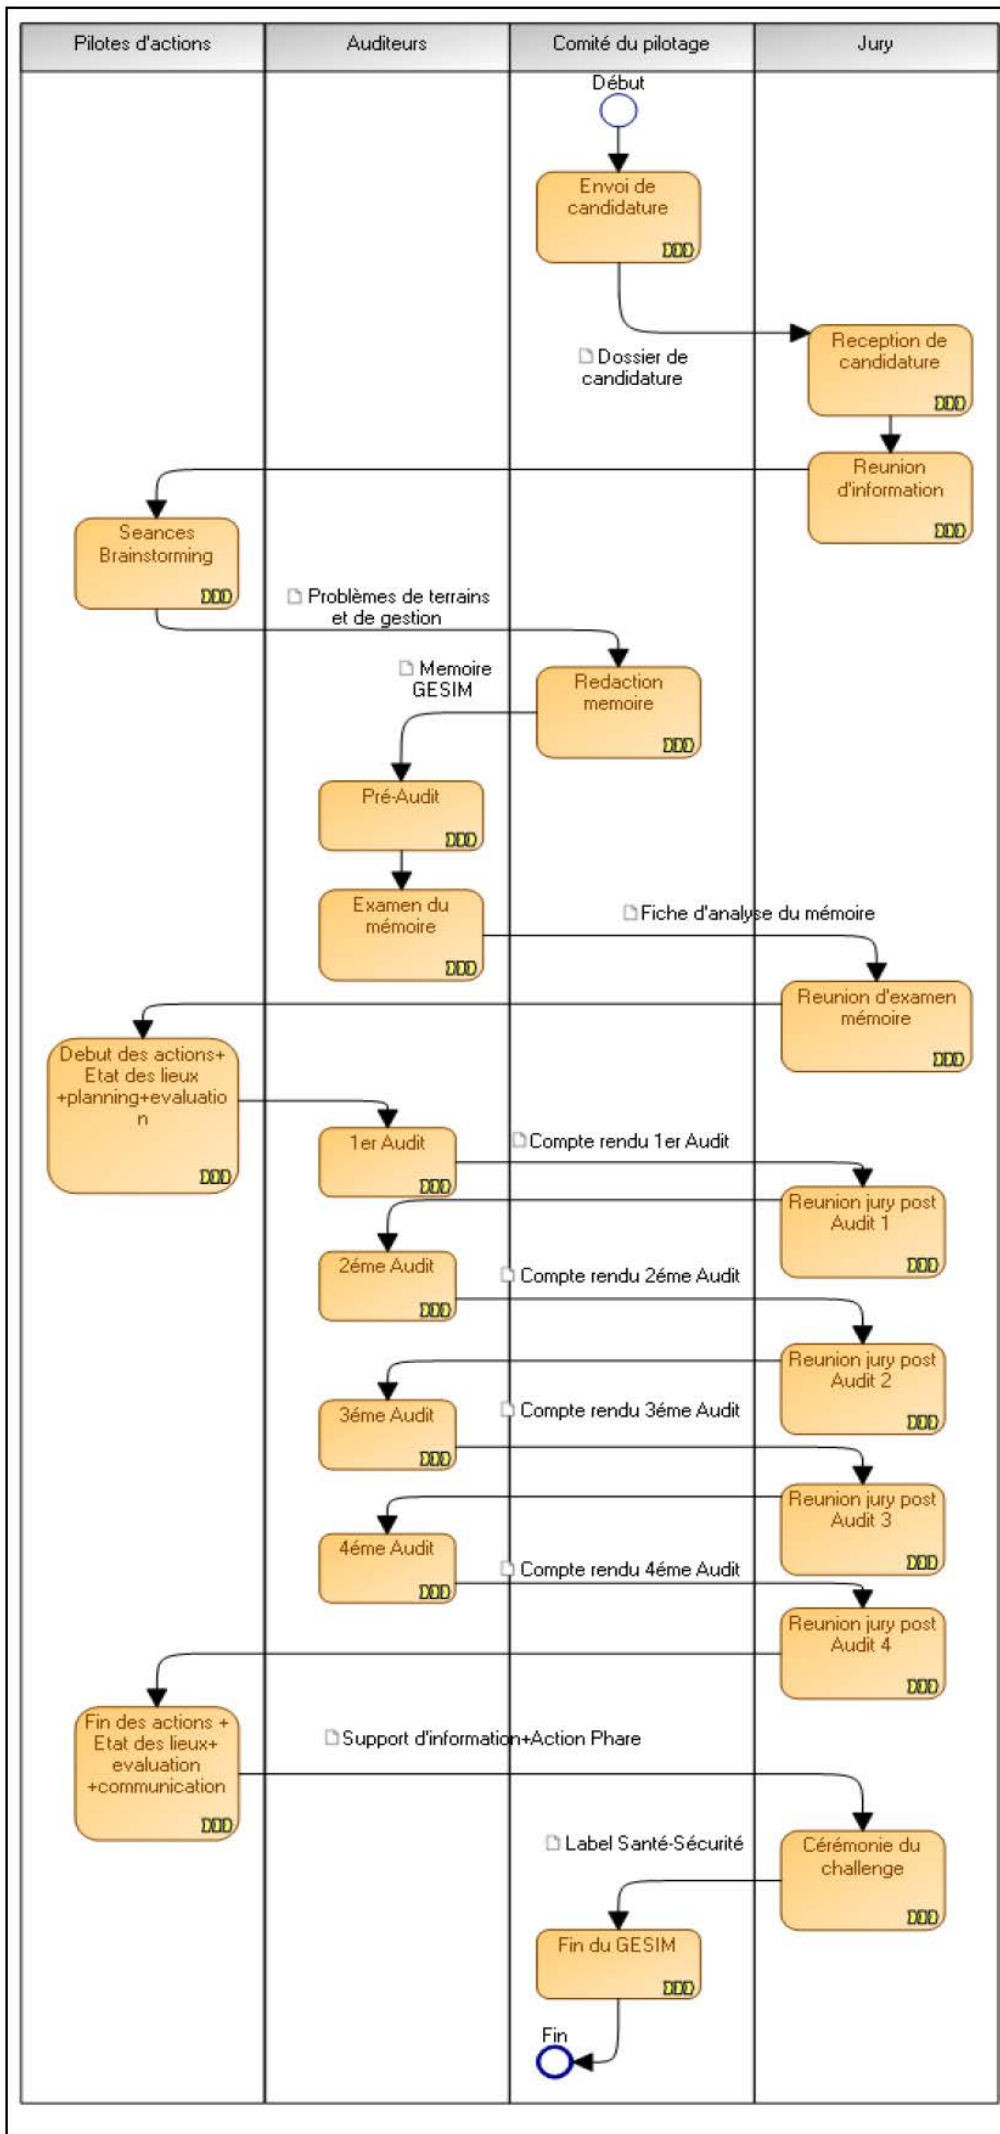 Pilotes d'actions
Auditeurs
Comité du pilotage
Jury
Début
Envoi de
candidature
Dossier de
candidature
Reception de
candidature
Reunion
d'information
Seances
Brainstorming
Problèmes de terrains
et de gestion
Memoire
GESIM
Redaction
memoire
Pré-Audit
Examen du
mémoire
Fiche d'analyse du mémoire
Reunion d'examen
mémoire
Debut des actions+
Etat des lieux
+planning+evaluatio
n
1er Audit
Compte rendu 1er Audit
Reunion jury post
Audit 1
2éme Audit
Compte rendu 2éme Audit
Reunion jury post
Audit 2
3éme Audit
Compte rendu 3éme Audit
Reunion jury post
Audit 3
4éme Audit
Compte rendu 4éme Audit
Reunion jury post
Audit 4
Fin des actions +
Etat des lieux+
evaluation
+communication
Support d'information+Action Phare
Label Santé-Sécurité
Cérémonie du
challenge
Fin du GESIM
Fin